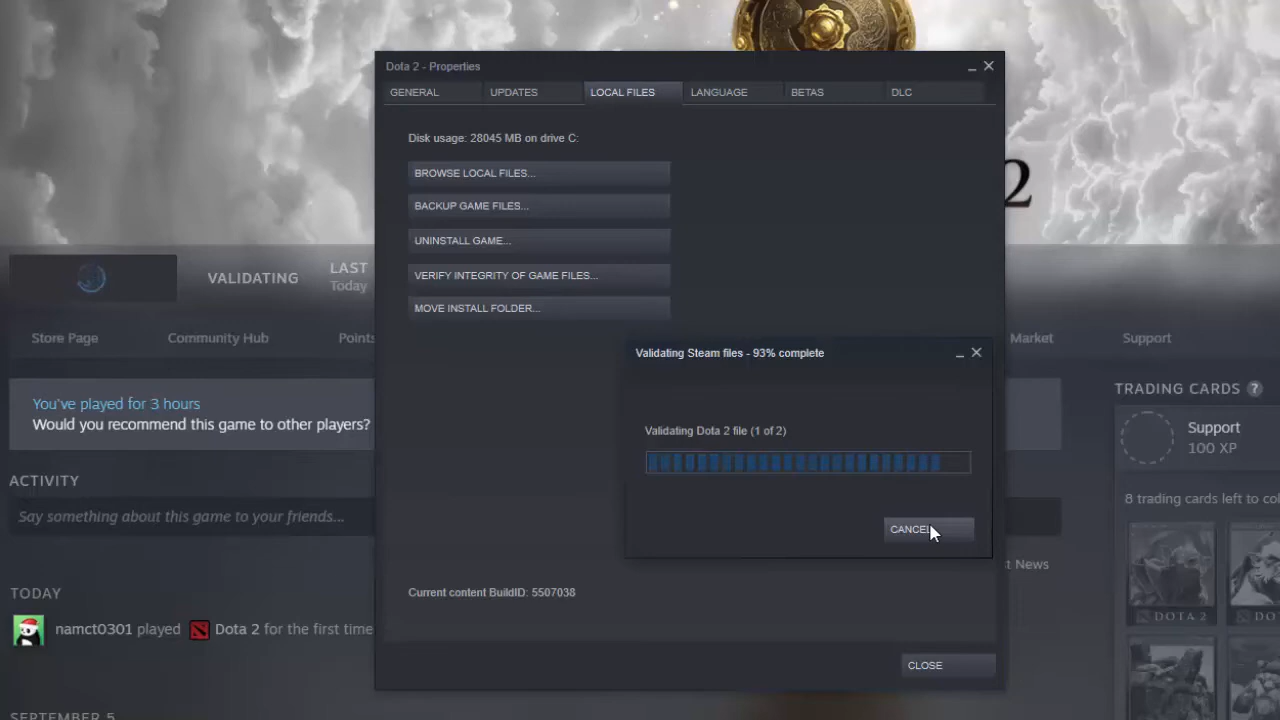 2
Dota 2 - Properties
GENERAL
UPDATES
LOCAL FILES
LANGUAGE
BETAS
DLC
Disk usage: 28045 MB on drive C:
BROWSE LOCAL FILES...
BACKUP GAME FILES...
UNINSTALL GAME...
VERIFY INTEGRITY OF GAME FILES...
MOVE INSTALL FOLDER...
VALIDATING
LAST
Today
Store Page
Community Hub
Points
Market
Support
Validating Steam files - 93% complete
Validating Dota 2 file (1 of 2)
CANCEL
You've played for 3 hours
Would you recommend this game to other players?
TRADING CARDS ?
Support
100 XP
8 trading cards left to col
DOTA 2
DO
ACTIVITY
Say something about this game to your friends...
t News
TODAY
namct0301 played Dota 2 for the first time
Current content BuildID: 5507038
CLOSE
SEPTEMBER 5